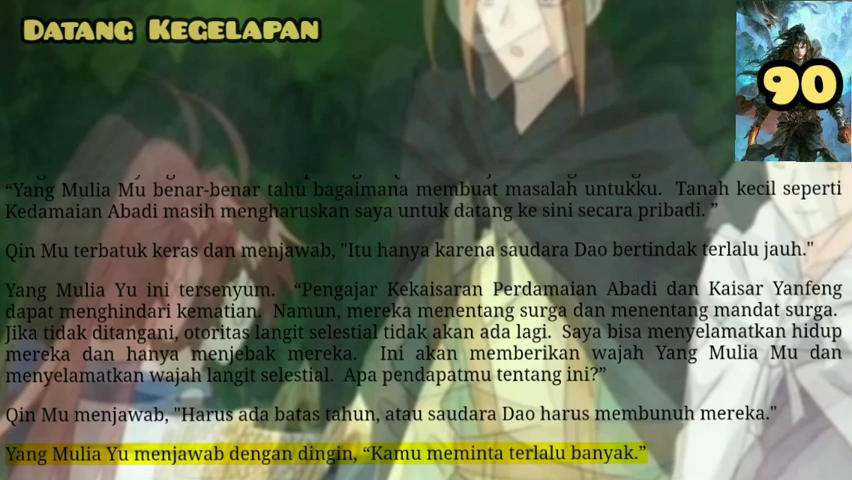 DATANG KEGELAPAN
90
“Yang Mulia Mu benar-benar tahu bagaimana membuat masalah untukku. Tanah kecil seperti
Kedamaian Abadi masih mengharuskan saya untuk datang ke sini secara pribadi. ”
Qin Mu terbatuk keras dan menjawab, "Itu hanya karena saudara Dao bertindak terlalu jauh."
Yang Mulia Yu ini tersenyum. “Pengajar Kekaisaran Perdamaian Abadi dan Kaisar Yanfeng
dapat menghindari kematian. Namun, mereka menentang surga dan menentang mandat surga.
Jika tidak ditangani, otoritas langit selestial tidak akan ada lagi. Saya bisa menyelamatkan hidup
mereka dan hanya menjebak mereka. Ini akan memberikan wajah Yang Mulia Mu dan
menyelamatkan wajah langit selestial. Apa pendapatmu tentang ini?”
Qin Mu menjawab, "Harus ada batas tahun, atau saudara Dao harus membunuh mereka."
Yang Mulia Yu menjawab dengan dingin, “Kamu meminta terlalu banyak.”